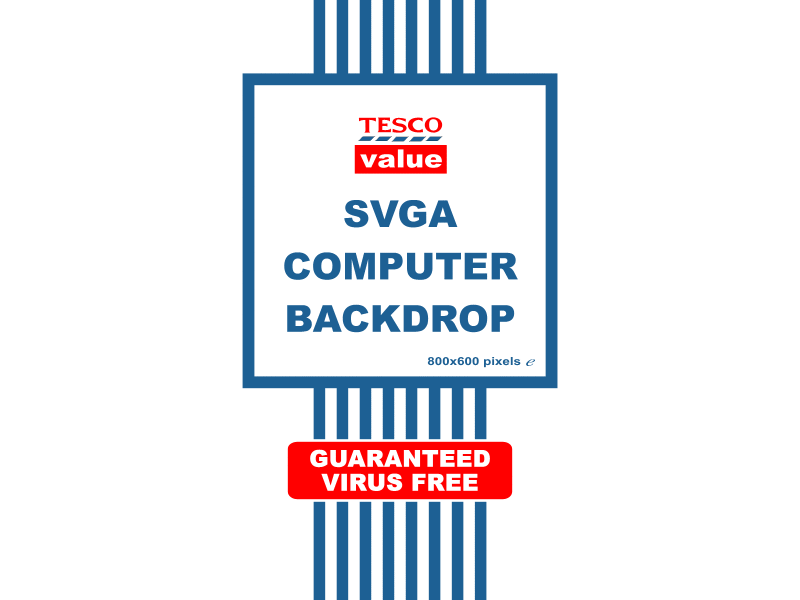 TESCO
value
SVGA
COMPUTER
BACKDROP
800x600 pixels ℮
GUARANTEED
VIRUS FREE